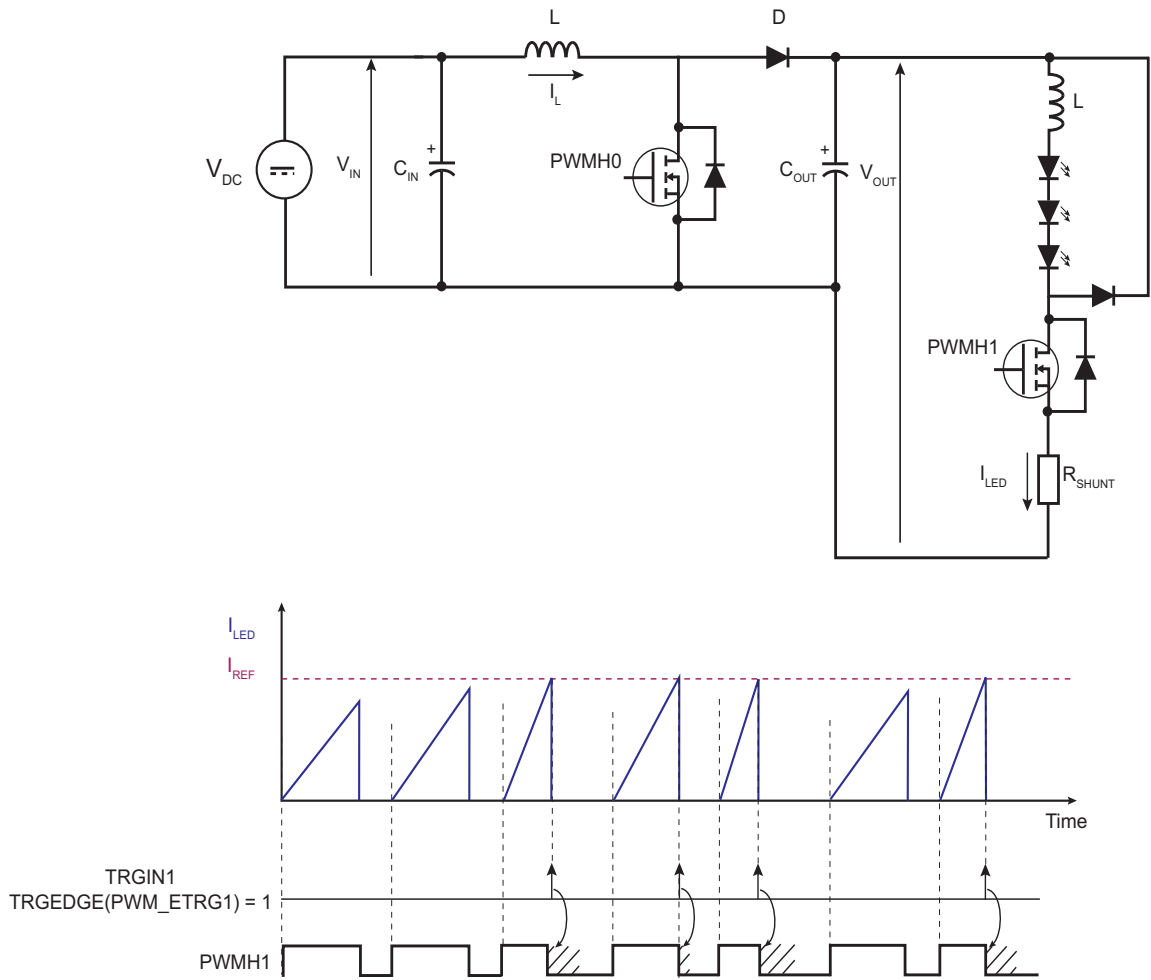 L
D
I_L
V_DC
V_IN
C_IN
+
PWMH0
+
C_OUT
V_OUT
L
PWMH1
I_LED
R_SHUNT
I_LED
I_REF
Time
TRGIN1
TRGEDGE(PWM_ETRG1) = 1
PWMH1